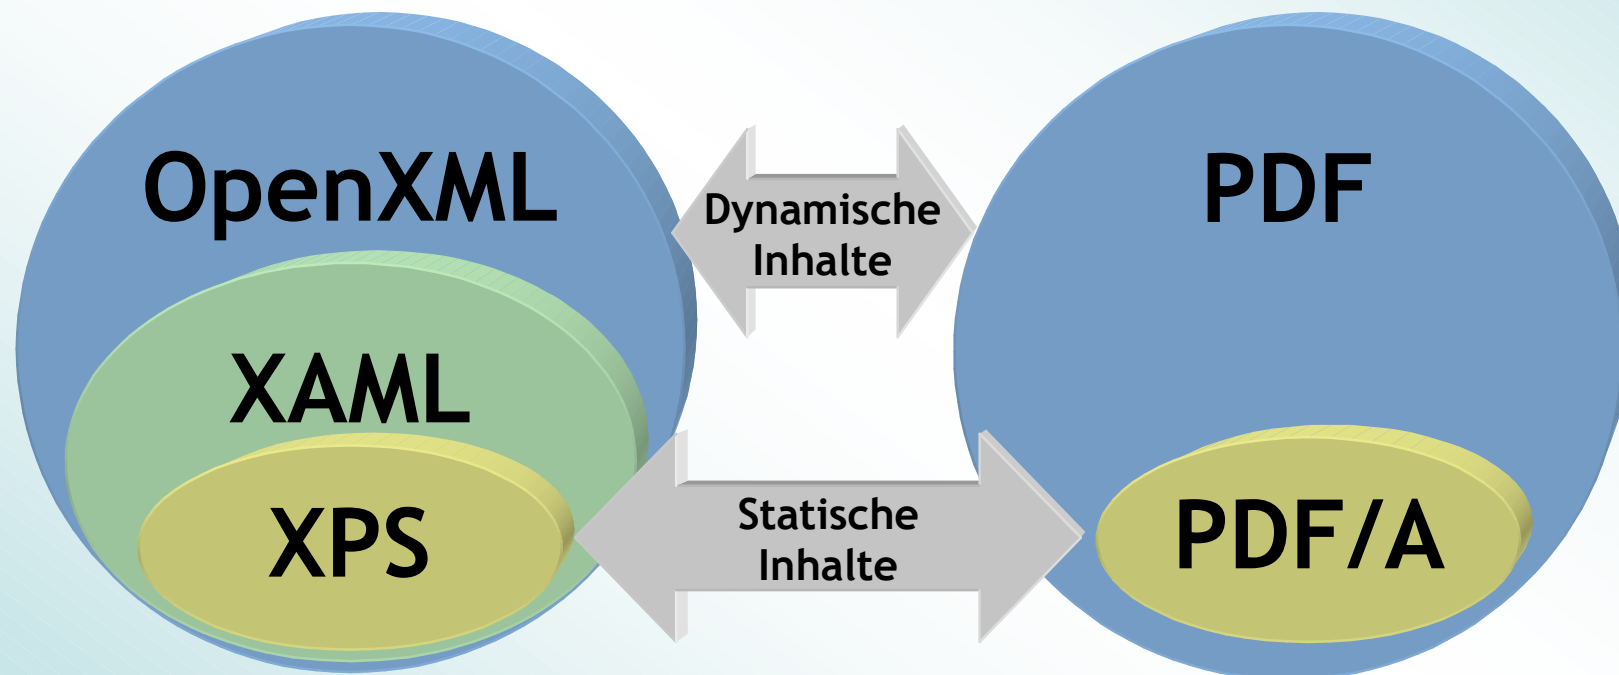 OpenXML
PDF
Dynamische
Inhalte
XAML
XPS
Statische
Inhalte
PDF/A